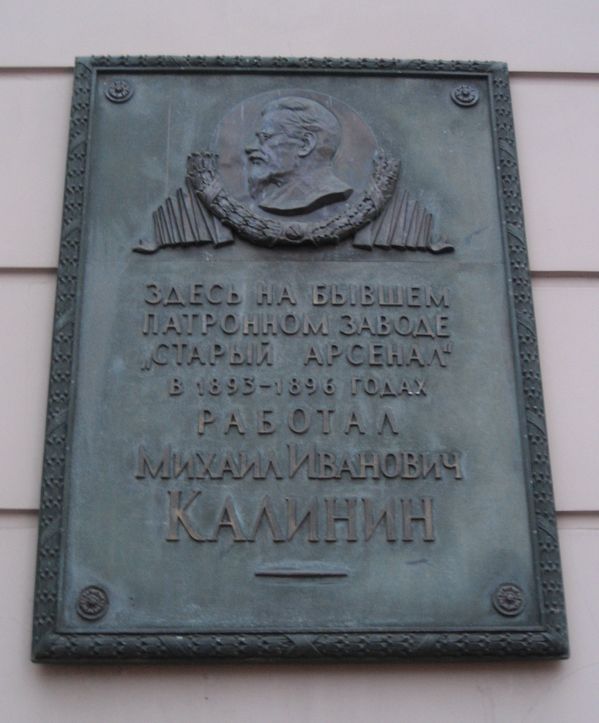 ЗДЕСЬ НА БЫВШЕМ
ПАТРОННОМ ЗАВОДЕ
„СТАРЫЙ АРСЕНАЛ“
В 1893-1896 ГОДАХ
РАБОТАЛ
МИХАИЛ ИВАНОВИЧ
КАЛИНИН